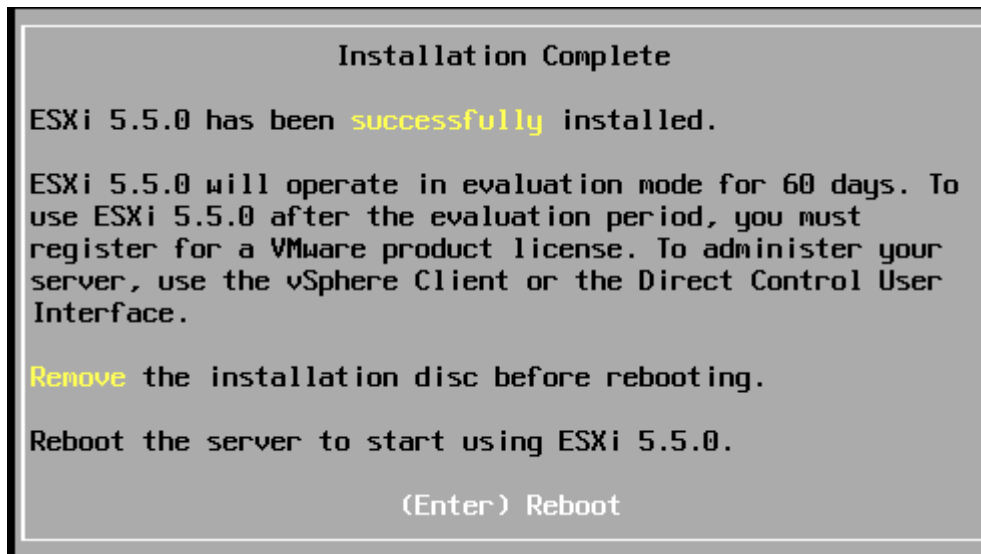 Installation Complete
ESXi 5.5.0 has been successfully installed.
ESXi 5.5.0 will operate in evaluation mode for 60 days. To
use ESXi 5.5.0 after the evaluation period, you must
register for a VMware product license. To administer your
server, use the vSphere Client or the Direct Control User
Interface.
Remove the installation disc before rebooting.
Reboot the server to start using ESXi 5.5.0.
(Enter) Reboot